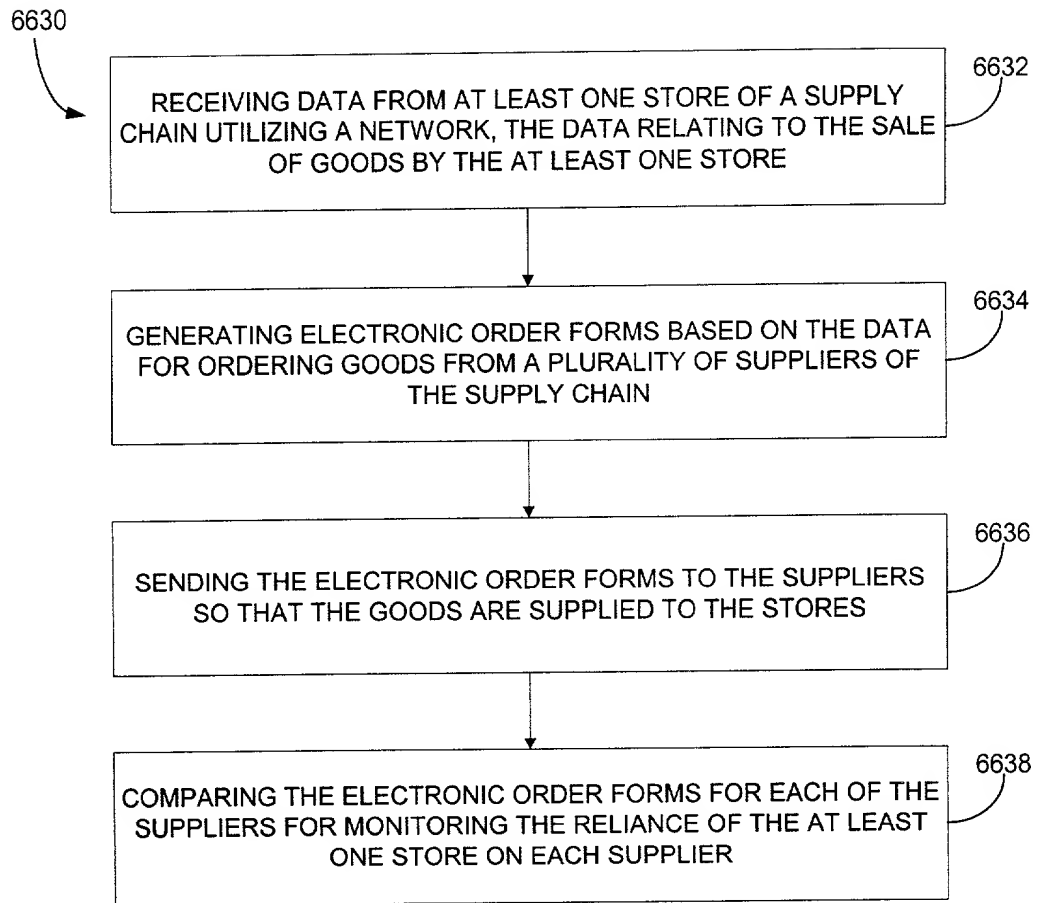 6630
6632
RECEIVING DATA FROM AT LEAST ONE STORE OF A SUPPLY
CHAIN UTILIZING A NETWORK, THE DATA RELATING TO THE SALE
OF GOODS BY THE AT LEAST ONE STORE
6634
GENERATING ELECTRONIC ORDER FORMS BASED ON THE DATA
FOR ORDERING GOODS FROM A PLURALITY OF SUPPLIERS OF
THE SUPPLY CHAIN
6636
SENDING THE ELECTRONIC ORDER FORMS TO THE SUPPLIERS
SO THAT THE GOODS ARE SUPPLIED TO THE STORES
6638
COMPARING THE ELECTRONIC ORDER FORMS FOR EACH OF THE
SUPPLIERS FOR MONITORING THE RELIANCE OF THE AT LEAST
ONE STORE ON EACH SUPPLIER